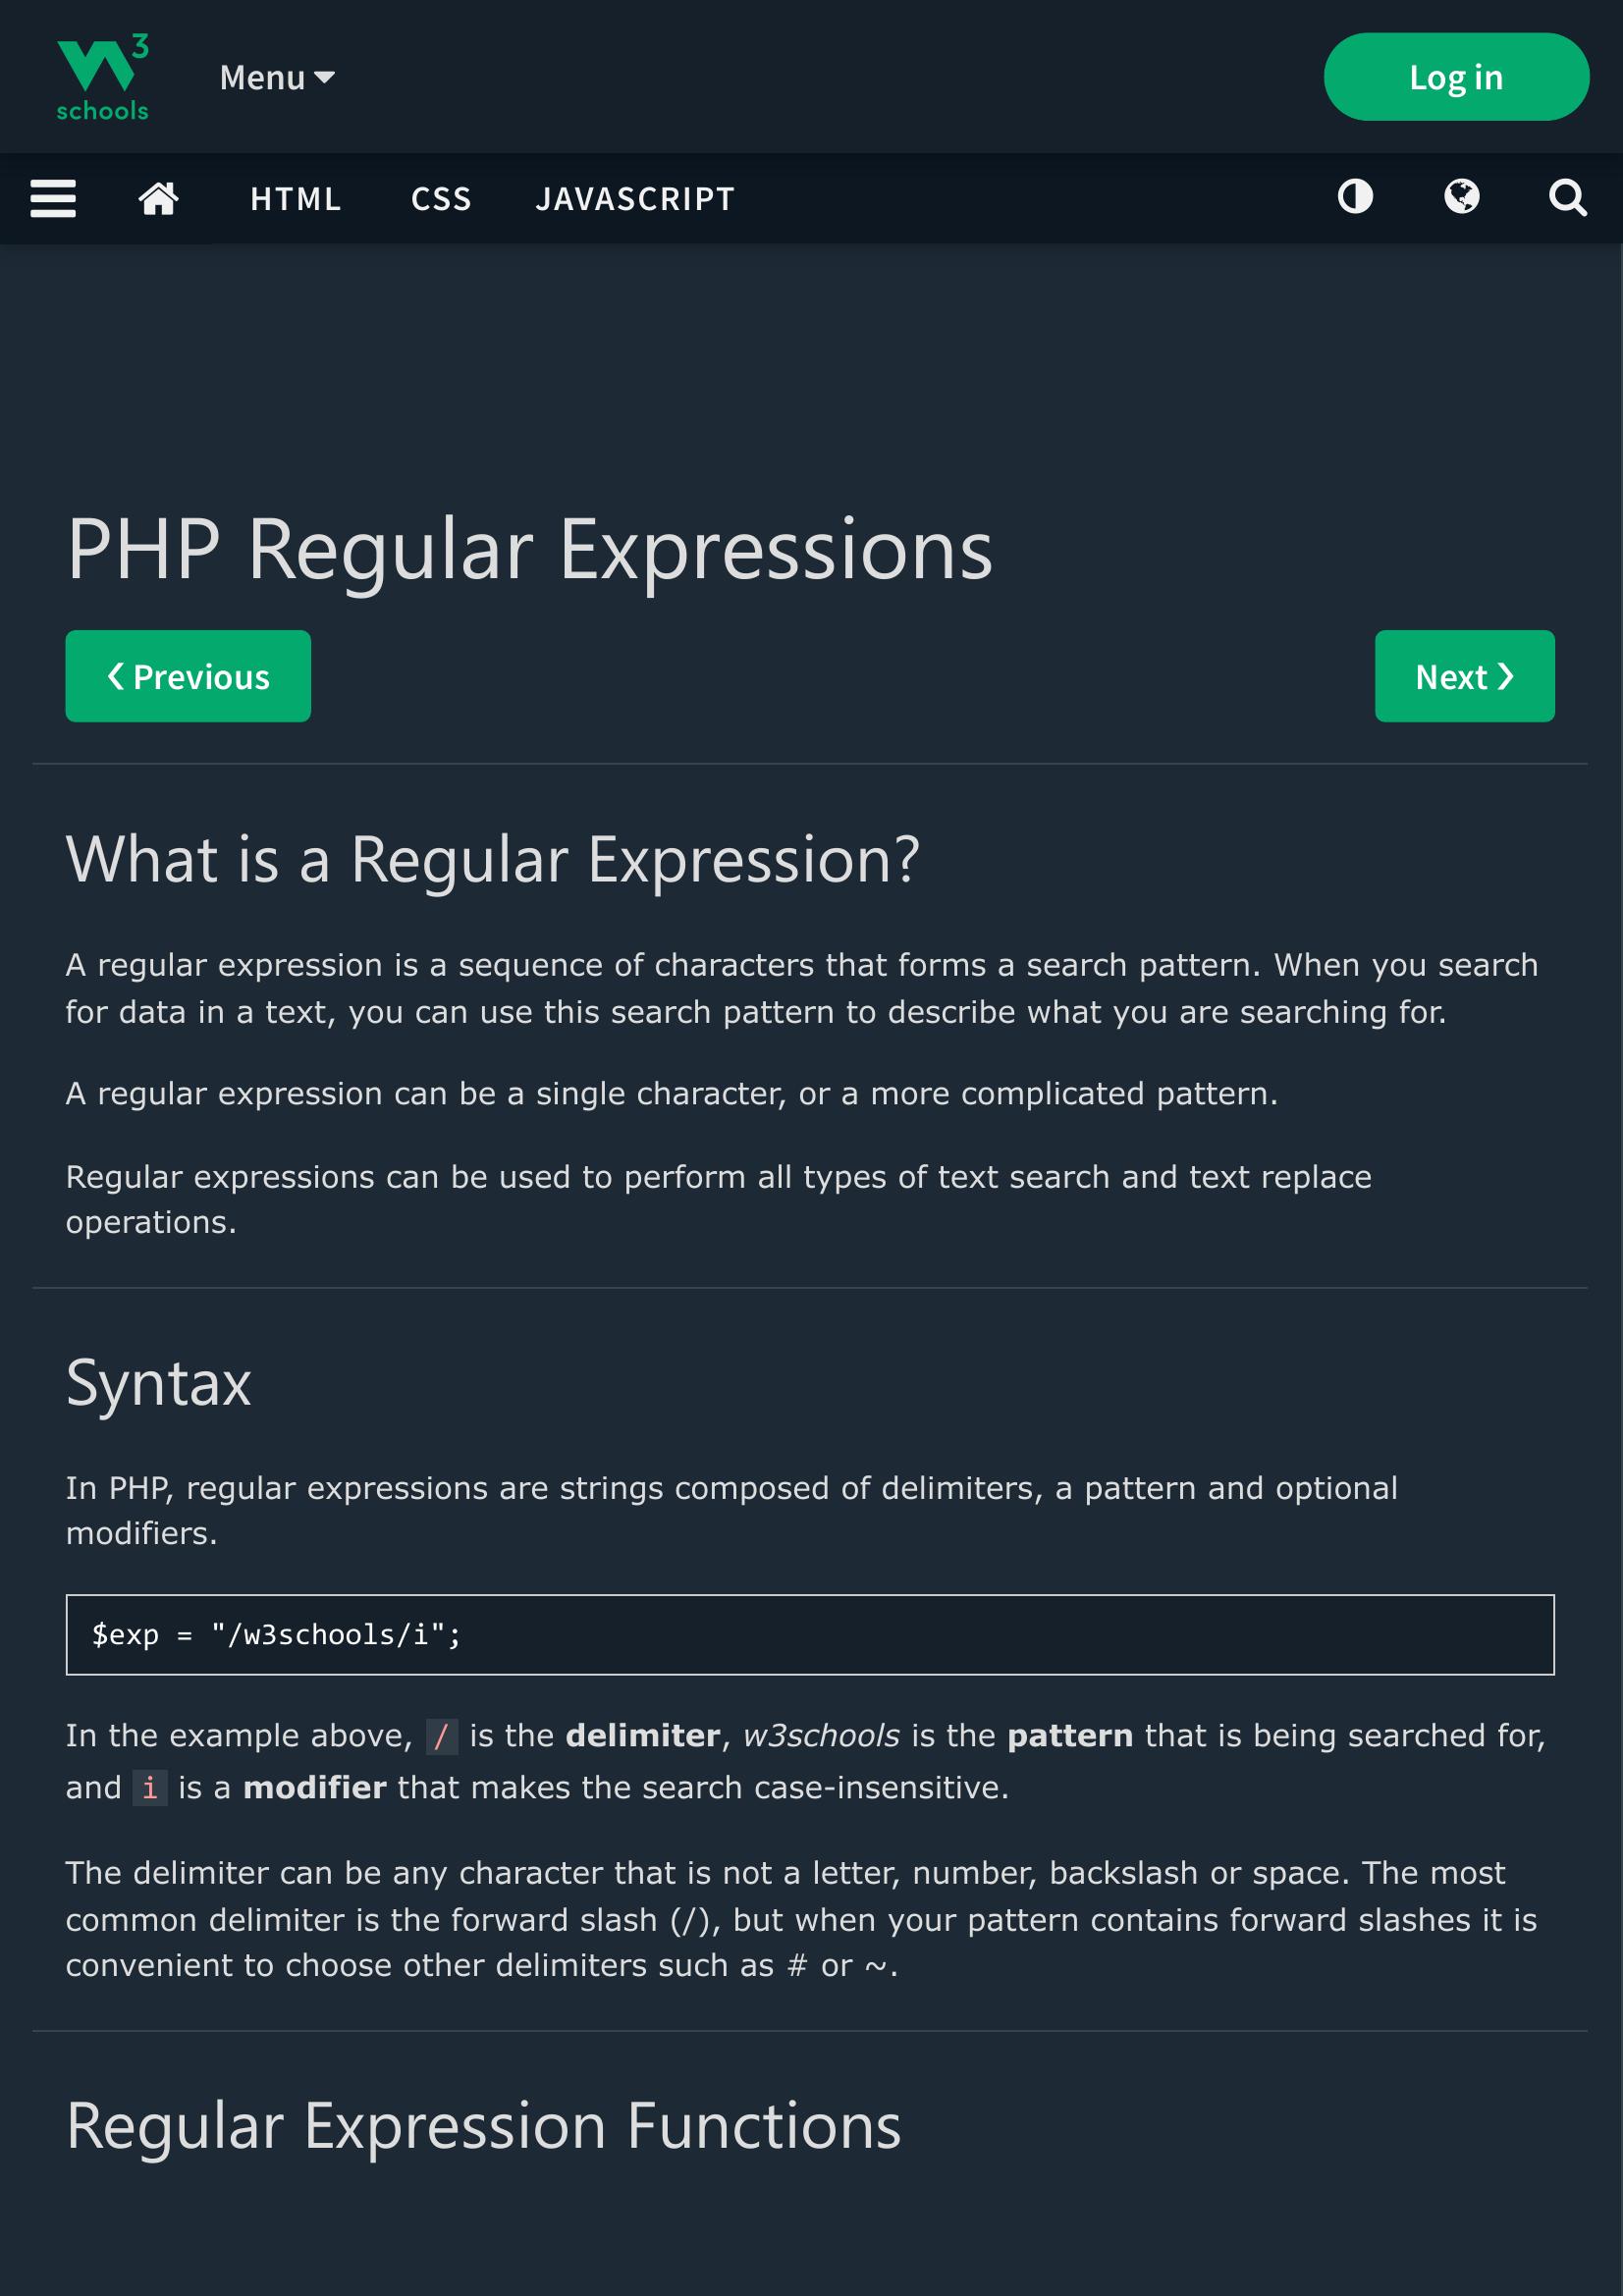 W3
schools
Menu
Log in
HTML CSS JAVASCRIPT
PHP Regular Expressions
❮ Previous
Next ❯
What is a Regular Expression?
A regular expression is a sequence of characters that forms a search pattern. When you search
for data in a text, you can use this search pattern to describe what you are searching for.
A regular expression can be a single character, or a more complicated pattern.
Regular expressions can be used to perform all types of text search and text replace
operations.
Syntax
In PHP, regular expressions are strings composed of delimiters, a pattern and optional
modifiers.
$exp = "/w3schools/i";
In the example above, / is the delimiter, w3schools is the pattern that is being searched for,
and i is a modifier that makes the search case-insensitive.
The delimiter can be any character that is not a letter, number, backslash or space. The most
common delimiter is the forward slash (/), but when your pattern contains forward slashes it is
convenient to choose other delimiters such as # or ~.
Regular Expression Functions